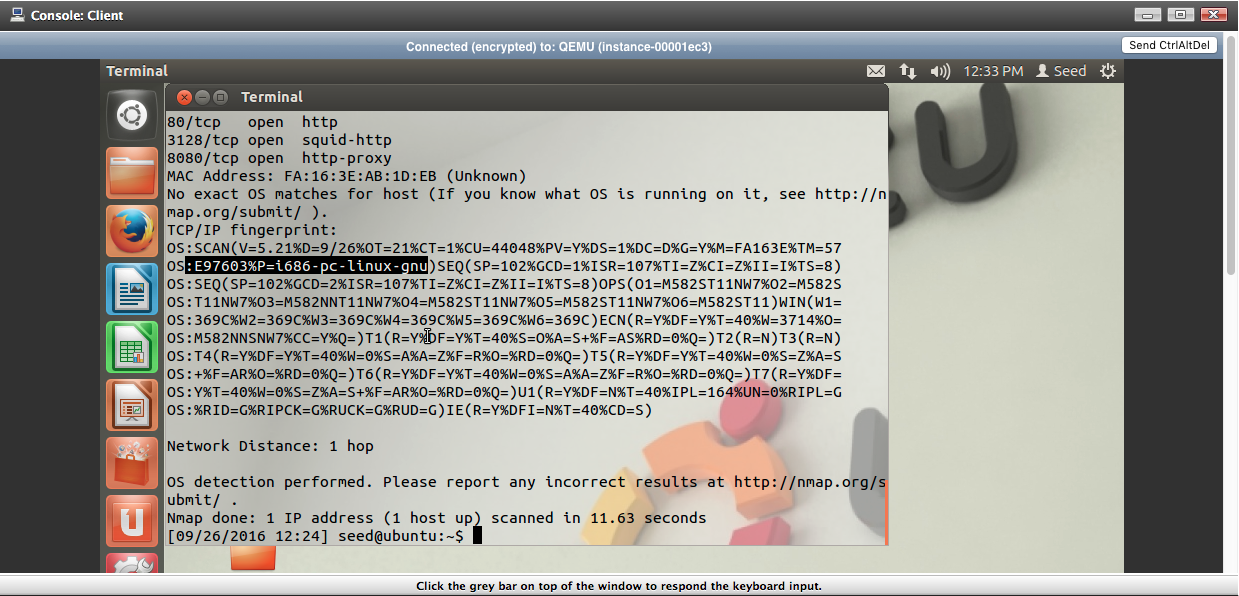 Console: Client
Connected (encrypted) to: QEMU (instance-00001ec3)
Send CtrlAltDel
Terminal
12:33 PM
Seed
Terminal
80/tcp   open  http
3128/tcp open  squid-http
8080/tcp open  http-proxy
MAC Address: FA:16:3E:AB:1D:EB (Unknown)
No exact OS matches for host (If you know what OS is running on it, see http://n
map.org/submit/ ).
TCP/IP fingerprint:
OS:SCAN(V=5.21%D=9/26%OT=21%CT=1%CU=44048%PV=Y%DS=1%DC=D%G=Y%M=FA163E%TM=57
OS:E97603%P=i686-pc-linux-gnu)SEQ(SP=102%GCD=1%ISR=107%TI=Z%CI=Z%II=I%TS=8)
OS:SEQ(SP=102%GCD=2%ISR=107%TI=Z%CI=Z%II=I%TS=8)OPS(O1=M582ST11NW7%O2=M582S
OS:T11NW7%O3=M582NNT11NW7%O4=M582ST11NW7%O5=M582ST11NW7%O6=M582ST11)WIN(W1=
OS:369C%W2=369C%W3=369C%W4=369C%W5=369C%W6=369C)ECN(R=Y%DF=Y%T=40%W=3714%O=
OS:M582NNSNW7%CC=Y%Q=)T1(R=Y%DF=Y%T=40%S=O%A=S+%F=AS%RD=0%Q=)T2(R=N)T3(R=N)
OS:T4(R=Y%DF=Y%T=40%W=0%S=A%A=Z%F=R%O=%RD=0%Q=)T5(R=Y%DF=Y%T=40%W=0%S=Z%A=S
OS:+%F=AR%O=%RD=0%Q=)T6(R=Y%DF=Y%T=40%W=0%S=A%A=Z%F=R%O=%RD=0%Q=)T7(R=Y%DF=
OS:Y%T=40%W=0%S=Z%A=S+%F=AR%O=%RD=0%Q=)U1(R=Y%DF=N%T=40%IPL=164%UN=0%RIPL=G
OS:%RID=G%RIPCK=G%RUCK=G%RUD=G)IE(R=Y%DFI=N%T=40%CD=S)
Network Distance: 1 hop
OS detection performed. Please report any incorrect results at http://nmap.org/s
ubmit/ .
Nmap done: 1 IP address (1 host up) scanned in 11.63 seconds
[09/26/2016 12:24] seed@ubuntu:~$
Click the grey bar on top of the window to respond the keyboard input.